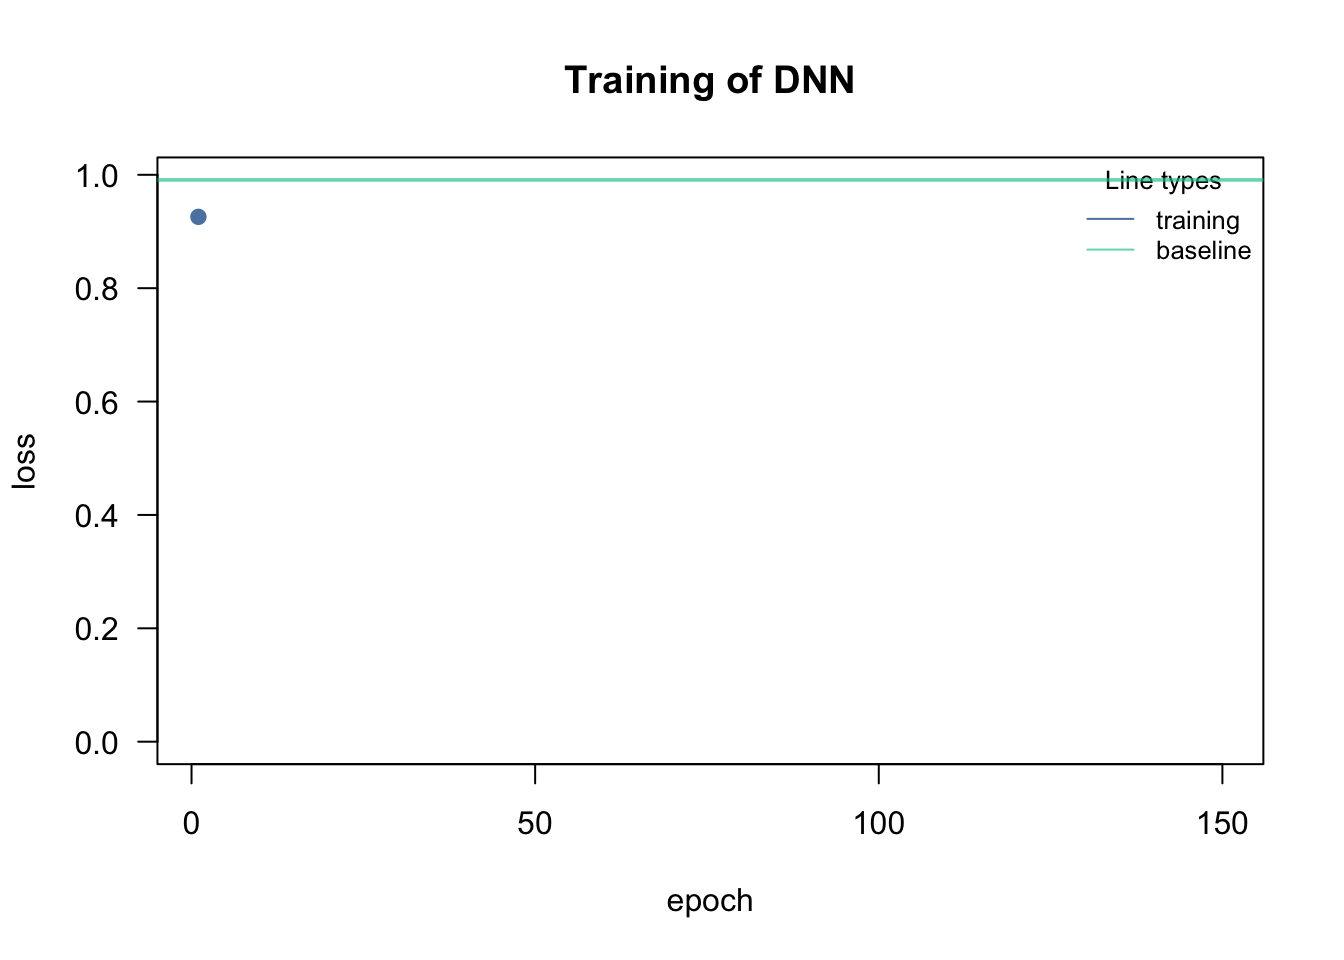 Training of DNN
1.0
0.8
0.6
0.4
0.2
0.0
loss
Line types
training
baseline
0 50 100 150
epoch